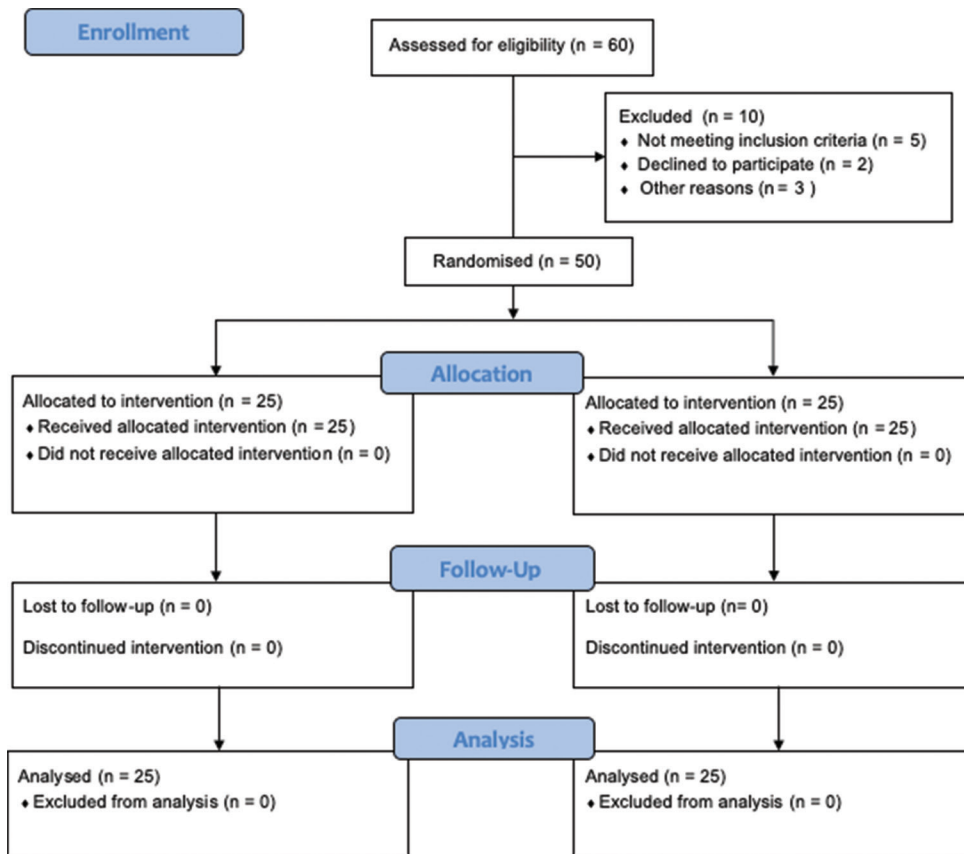 Enrollment
Assessed for eligibility (n = 60)
Excluded (n = 10)
♦ Not meeting inclusion criteria (n = 5)
♦ Declined to participate (n = 2)
♦ Other reasons (n = 3 )
Randomised (n = 50)
Allocation
Allocated to intervention (n = 25)
♦ Received allocated intervention (n = 25)
♦ Did not receive allocated intervention (n = 0)
Allocated to intervention (n = 25)
♦ Received allocated intervention (n = 25)
♦ Did not receive allocated intervention (n = 0)
Follow-Up
Lost to follow-up (n = 0)
Discontinued intervention (n = 0)
Lost to follow-up (n= 0)
Discontinued intervention (n = 0)
Analysis
Analysed (n = 25)
♦ Excluded from analysis (n = 0)
Analysed (n = 25)
♦ Excluded from analysis (n = 0)